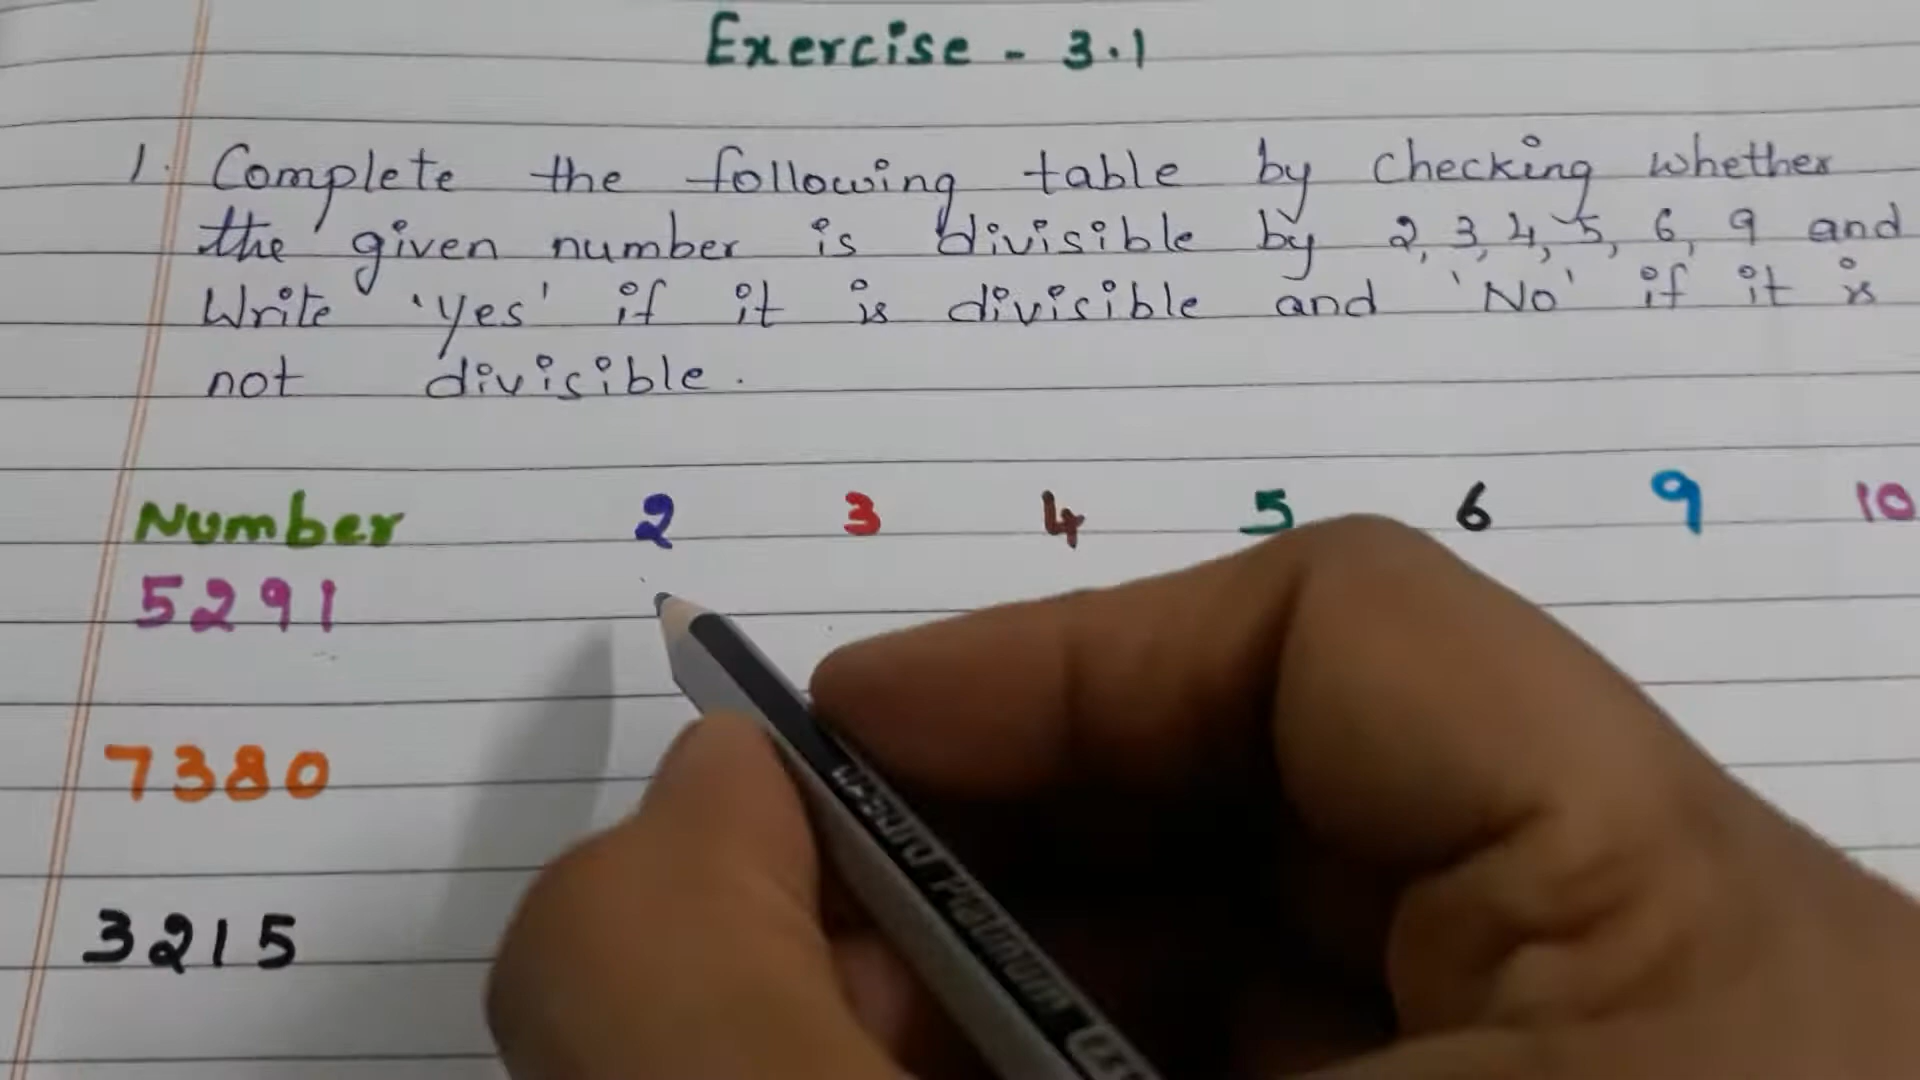 Exercise - 3.1
1. Complete the following table by checking whether
the given number is divisible by 2, 3, 4, 5, 6, 9 and
Write 'yes' if it is divisible and 'No' if it is
not divisible.
Number 2 3 4 5 6 9 10
5291
7380
3215
APSARA PLATINUM